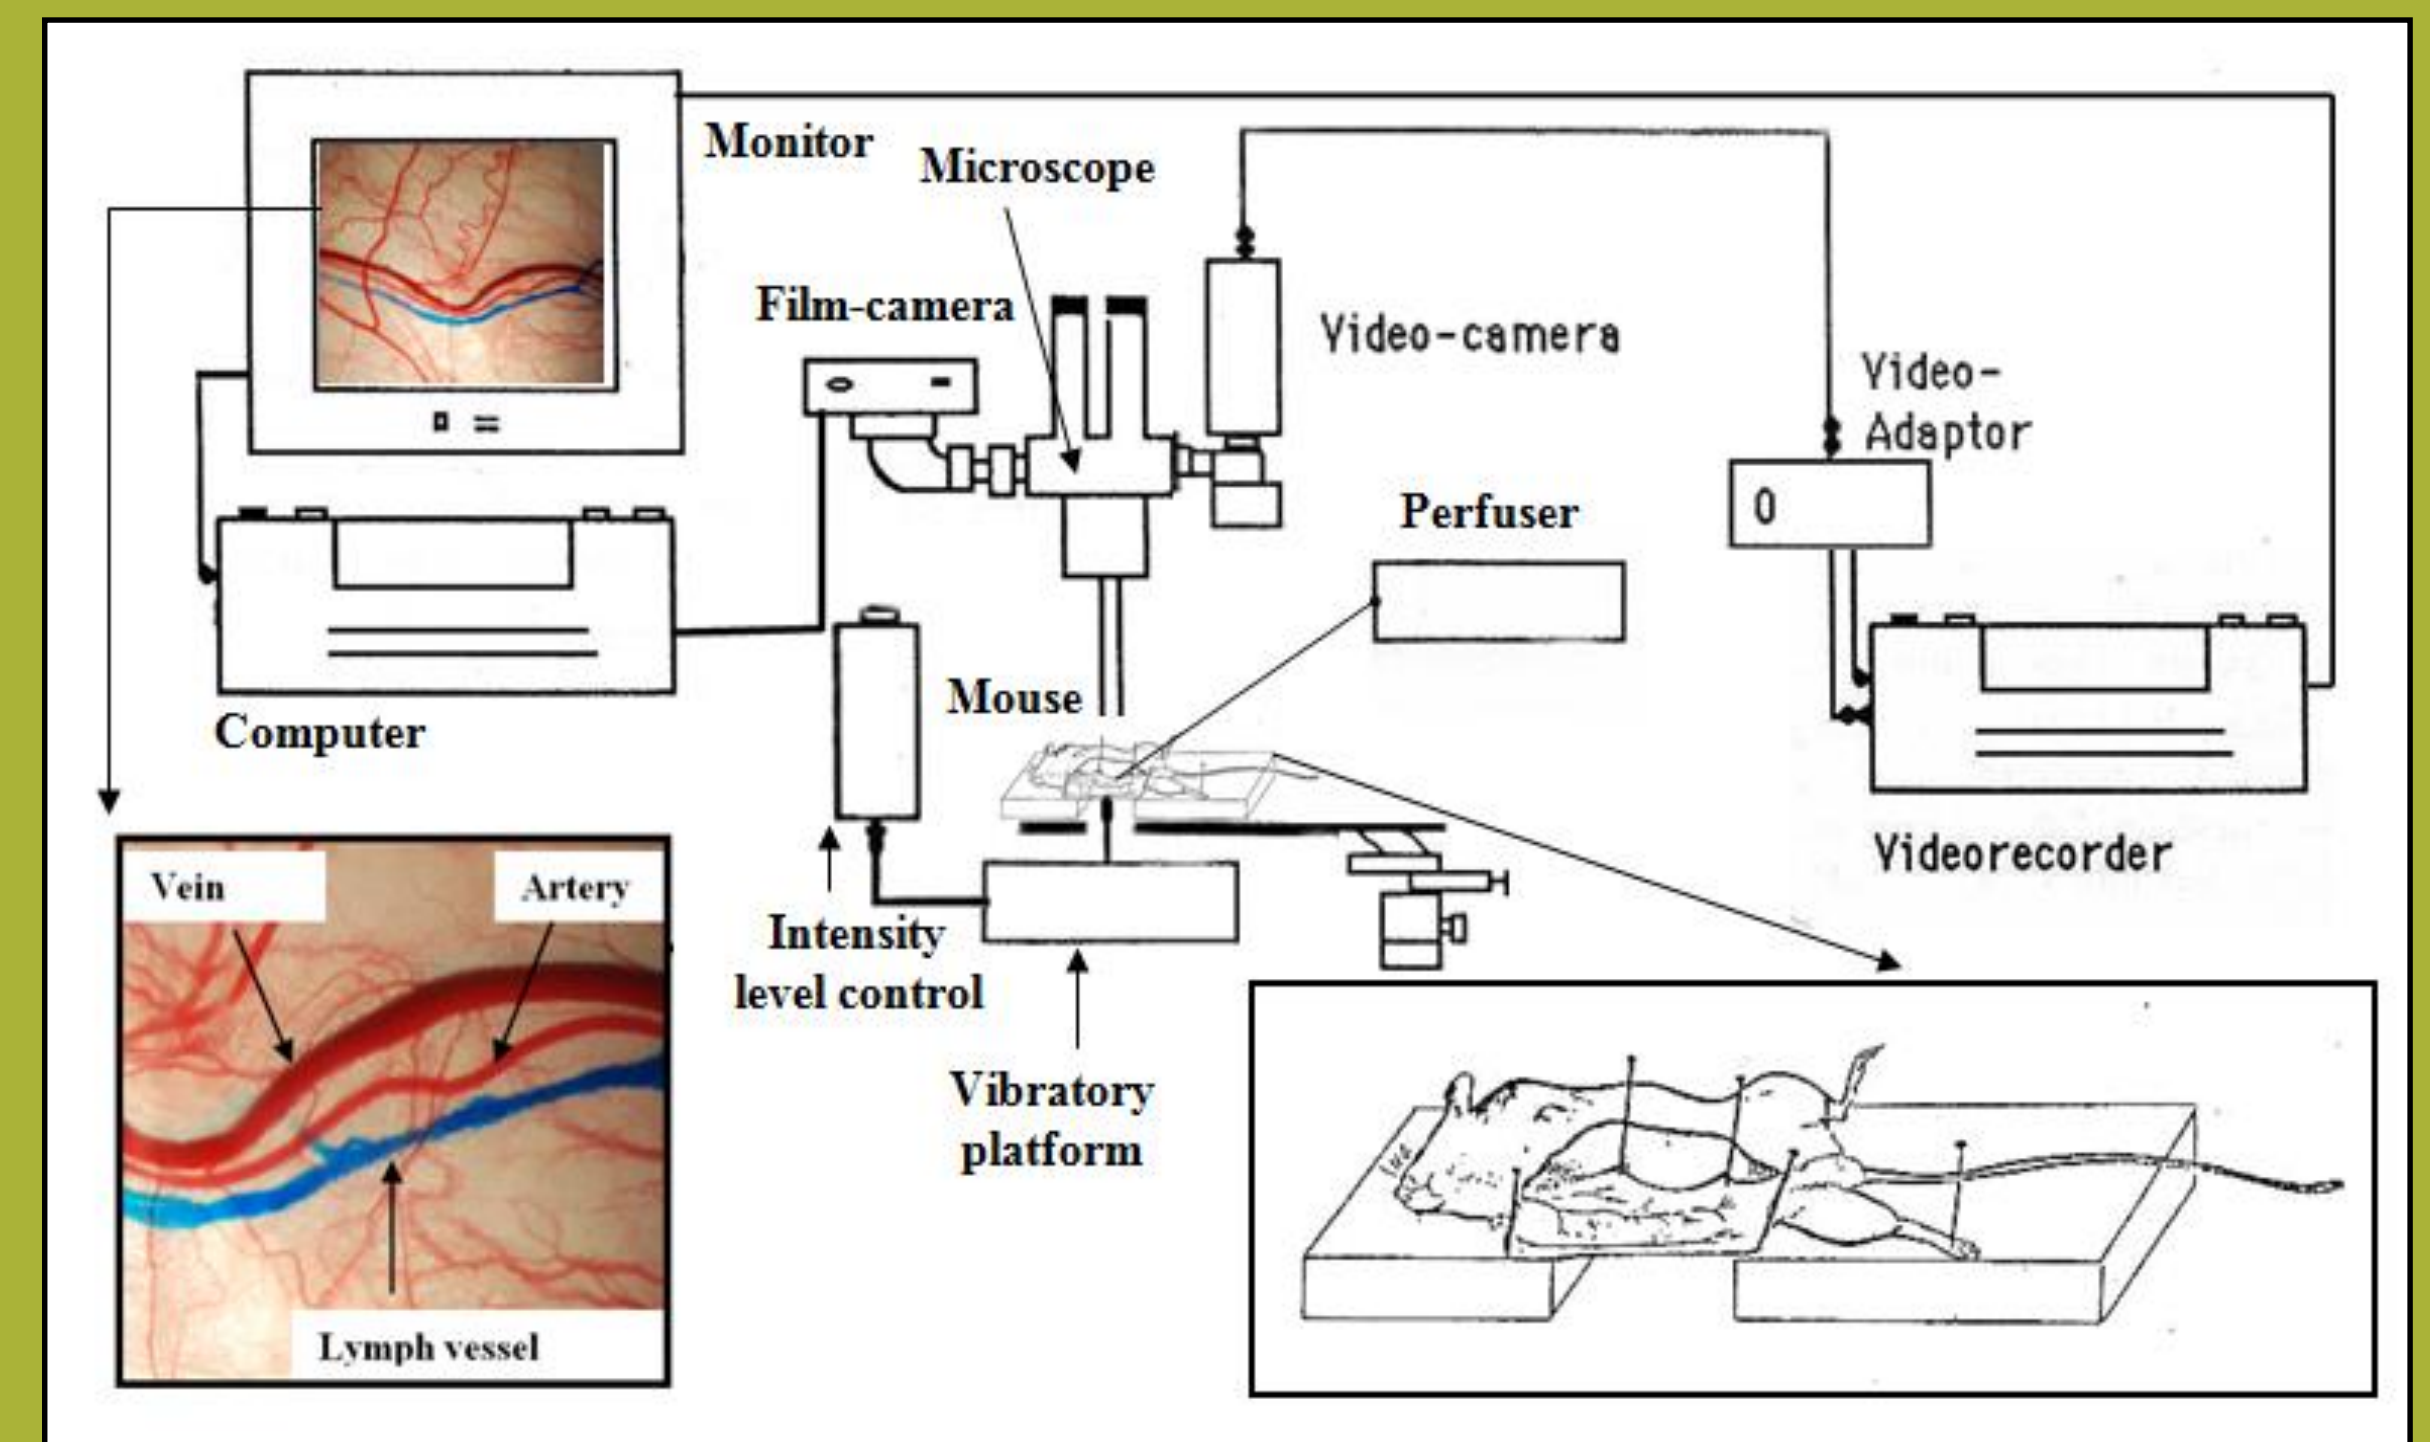 Monitor
Microscope
Film-camera
Video-camera
Video-
Adaptor
Perfuser
Mouse
Computer
Videorecorder
Intensity
level control
Vibratory
platform
Vein
Artery
Lymph vessel